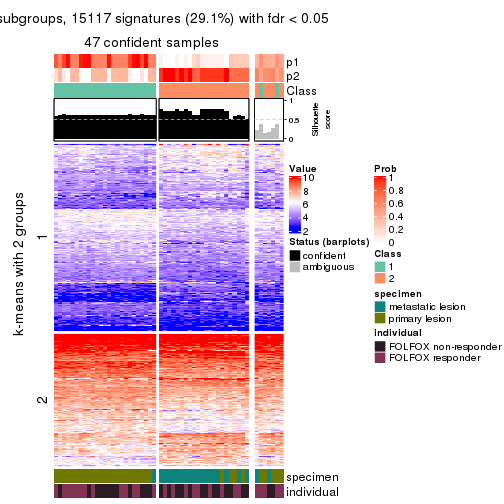 subgroups, 15117 signatures (29.1%) with fdr < 0.05
47 confident samples
p1
p2
Class
1
0.5
0
Silhouette
score
k-means with 2 groups
1
2
Value
10
8
6
4
2
Status (barplots)
confident
ambiguous
Prob
1
0.8
0.6
0.4
0.2
0
Class
1
2
specimen
metastatic lesion
primary lesion
individual
FOLFOX non-responder
FOLFOX responder
specimen
individual